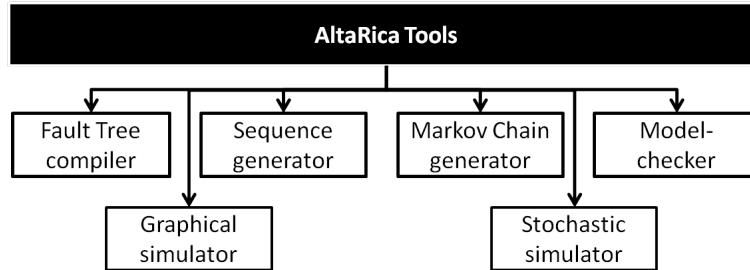 AltaRica Tools
Fault Tree
compiler
Sequence
generator
Markov Chain
generator
Model-
checker
Graphical
simulator
Stochastic
simulator